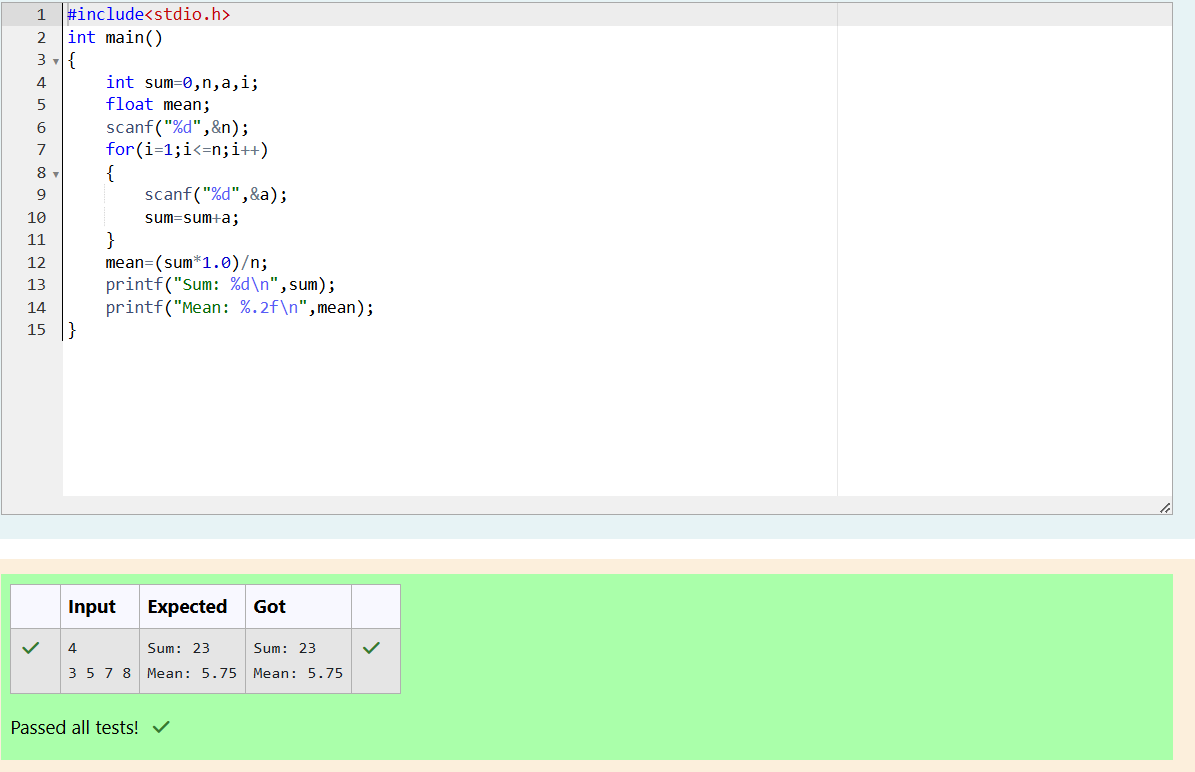 1 #include<stdio.h>
2 int main()
3 {
4     int sum=0,n,a,i;
5     float mean;
6     scanf("%d",&n);
7     for(i=1;i<=n;i++)
8     {
9         scanf("%d",&a);
10         sum=sum+a;
11     }
12     mean=(sum*1.0)/n;
13     printf("Sum: %d\n",sum);
14     printf("Mean: %.2f\n",mean);
15 }
Input Expected Got
4 Sum: 23 Sum: 23
3 5 7 8 Mean: 5.75 Mean: 5.75
Passed all tests!